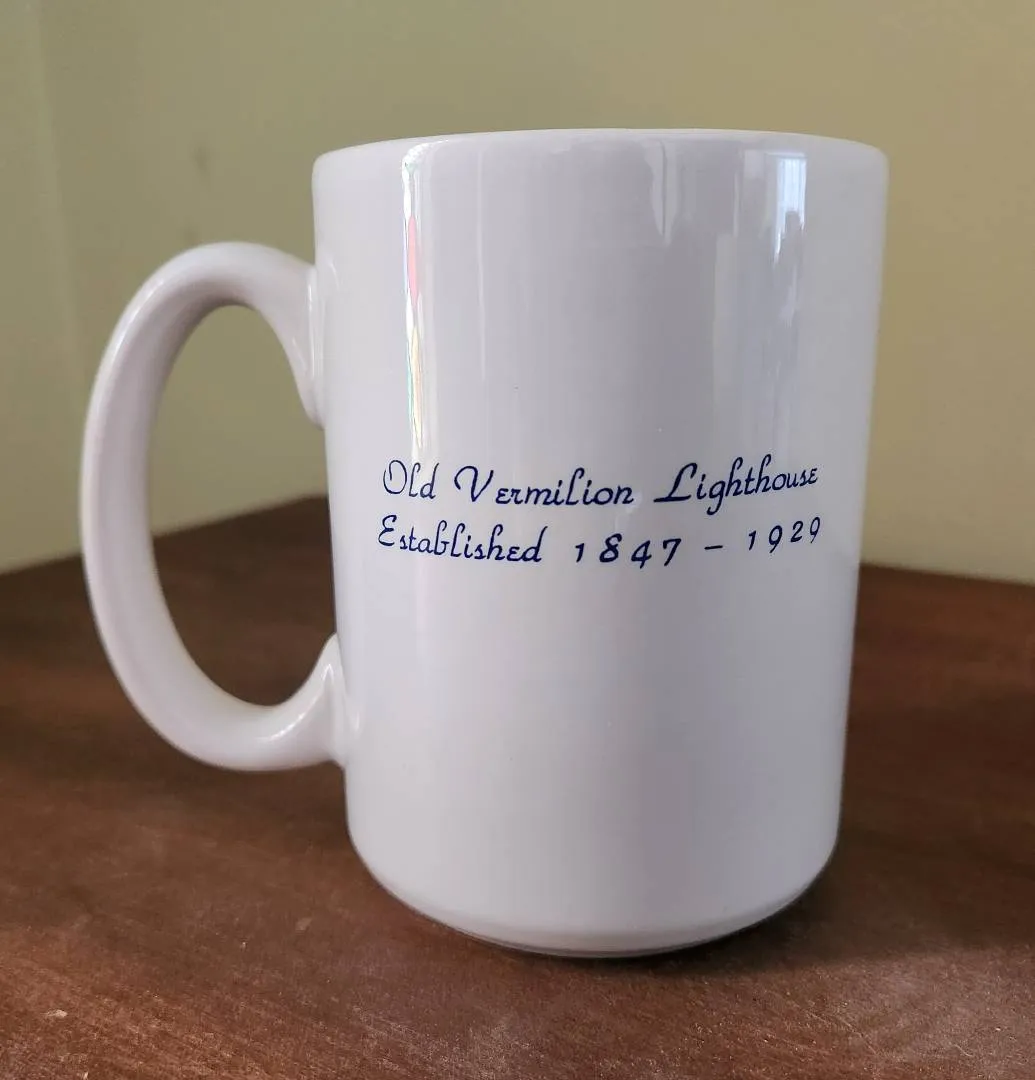 Old Vermilion Lighthouse
Established 1847 – 1929